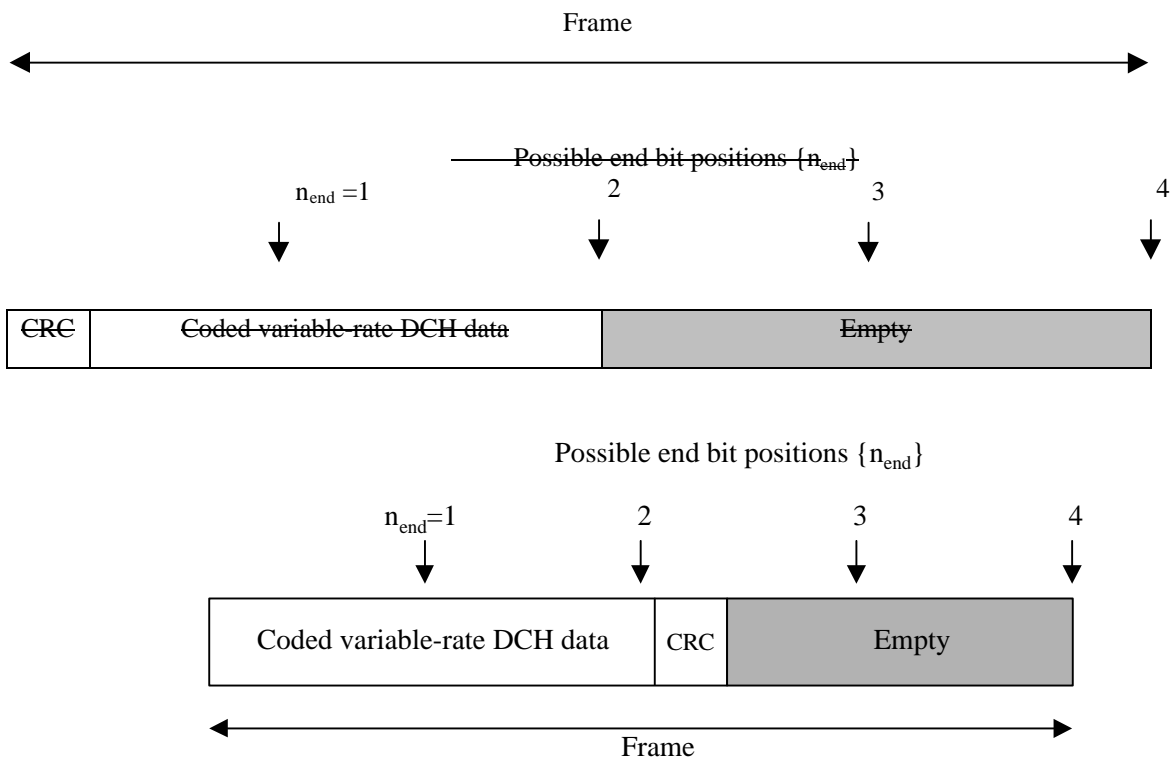 Frame
Possible end bit positions {nend}
nend =1 2 3 4
CRC Coded variable-rate DCH data Empty
Possible end bit positions {nend}
nend=1 2 3 4
Coded variable-rate DCH data CRC Empty
Frame